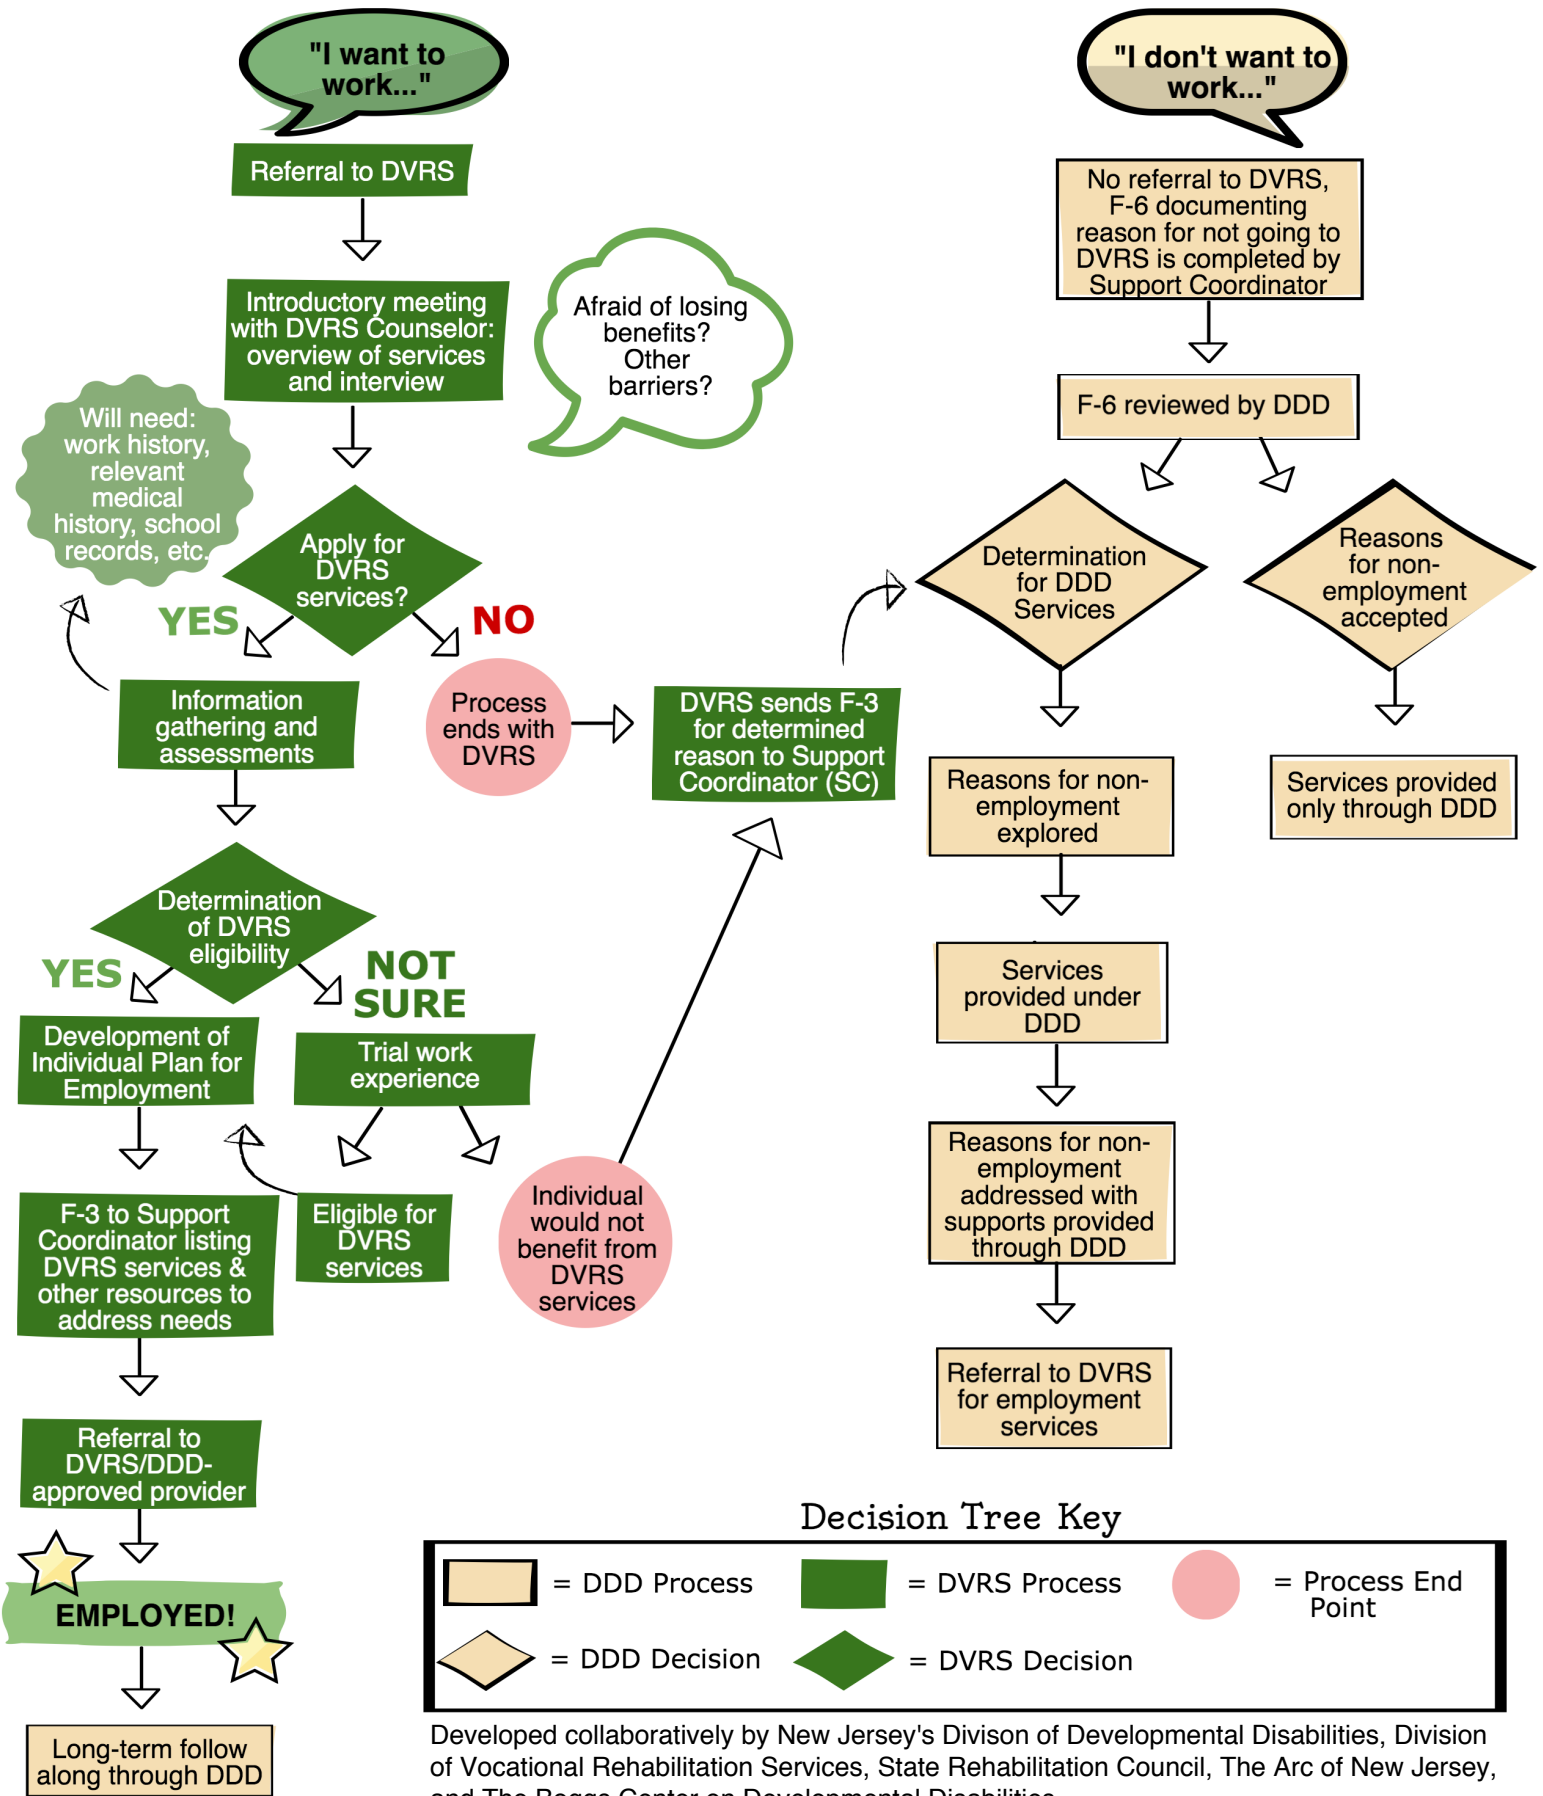 "I want to
work..."
Referral to DVRS
Introductory meeting
with DVRS Counselor:
overview of services
and interview
Afraid of losing
benefits?
Other
barriers?
Will need:
work history,
relevant
medical
history, school
records, etc.
Apply for
DVRS
services?
YES
NO
Information
gathering and
assessments
Process
ends with
DVRS
DVRS sends F-3
for determined
reason to Support
Coordinator (SC)
Determination
of DVRS
eligibility
YES
NOT
SURE
Development of
Individual Plan for
Employment
Trial work
experience
F-3 to Support
Coordinator listing
DVRS services &
other resources to
address needs
Eligible for
DVRS
services
Individual
would not
benefit from
DVRS
services
Referral to
DVRS/DDD-
approved provider
EMPLOYED!
Long-term follow
along through DDD
"I don't want to
work..."
No referral to DVRS,
F-6 documenting
reason for not going to
DVRS is completed by
Support Coordinator
F-6 reviewed by DDD
Determination
for DDD
Services
Reasons
for non-
employment
accepted
Reasons for non-
employment
explored
Services provided
only through DDD
Services
provided under
DDD
Reasons for non-
employment
addressed with
supports provided
through DDD
Referral to DVRS
for employment
services
Decision Tree Key
= DDD Process
= DVRS Process
= Process End
Point
= DDD Decision
= DVRS Decision
Developed collaboratively by New Jersey's Divison of Developmental Disabilities, Division
of Vocational Rehabilitation Services, State Rehabilitation Council, The Arc of New Jersey,
and The Boggs Center on Developmental Disabilities